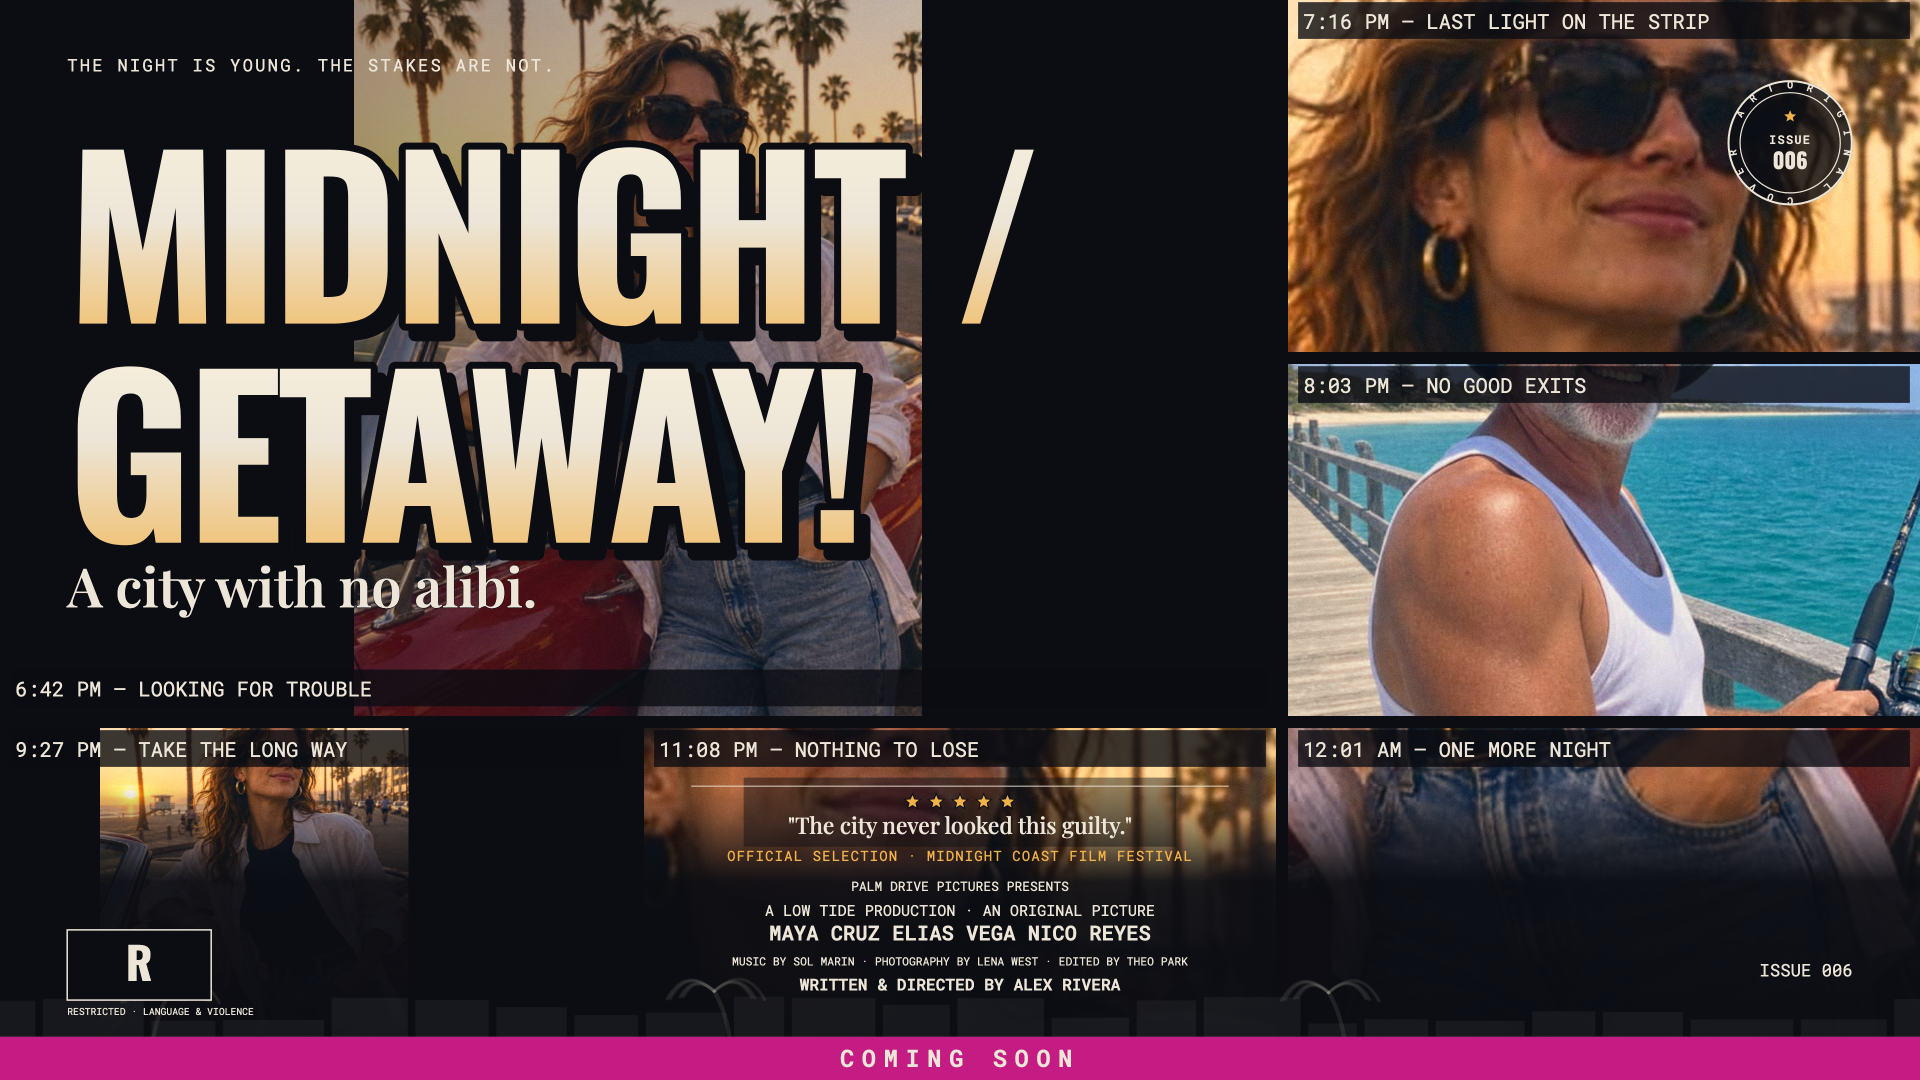 THE NIGHT IS YOUNG. THE STAKES ARE NOT.
MIDNIGHT /
GETAWAY!
A city with no alibi.
6:42 PM – LOOKING FOR TROUBLE
7:16 PM – LAST LIGHT ON THE STRIP
ORIGINAL COVER ART
ISSUE
006
8:03 PM – NO GOOD EXITS
9:27 PM – TAKE THE LONG WAY
11:08 PM – NOTHING TO LOSE
★ ★ ★ ★ ★
"The city never looked this guilty."
OFFICIAL SELECTION · MIDNIGHT COAST FILM FESTIVAL
PALM DRIVE PICTURES PRESENTS
A LOW TIDE PRODUCTION · AN ORIGINAL PICTURE
MAYA CRUZ ELIAS VEGA NICO REYES
MUSIC BY SOL MARIN · PHOTOGRAPHY BY LENA WEST · EDITED BY THEO PARK
WRITTEN & DIRECTED BY ALEX RIVERA
12:01 AM – ONE MORE NIGHT
R
RESTRICTED · LANGUAGE & VIOLENCE
ISSUE 006
COMING SOON